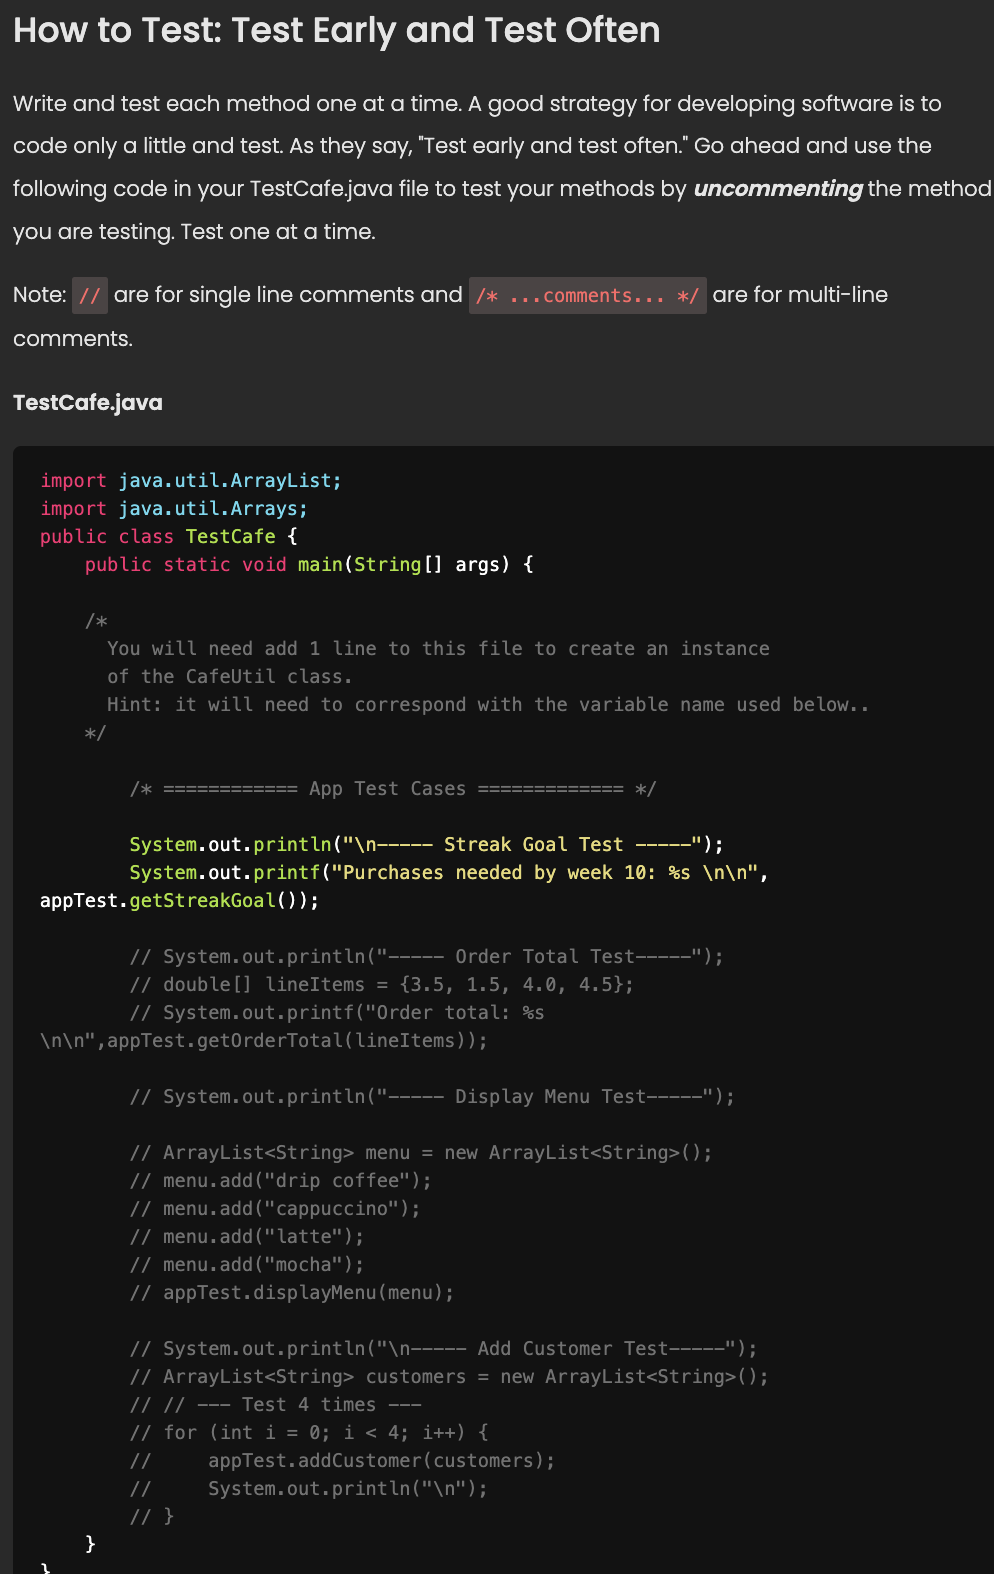 How to Test: Test Early and Test Often
Write and test each method one at a time. A good strategy for developing software is to
code only a little and test. As they say, "Test early and test often." Go ahead and use the
following code in your TestCafe.java file to test your methods by uncommenting the method
you are testing. Test one at a time.
Note: // are for single line comments and /* ...comments... */ are for multi-line
comments.
TestCafe.java
import java.util.ArrayList;
import java.util.Arrays;
public class TestCafe {
    public static void main(String[] args) {
    /*
      You will need add 1 line to this file to create an instance
      of the CafeUtil class.
      Hint: it will need to correspond with the variable name used below..
    */
        /* ============ App Test Cases ============= */
        System.out.println("\n----- Streak Goal Test -----");
        System.out.printf("Purchases needed by week 10: %s \n\n",
appTest.getStreakGoal());
        // System.out.println("----- Order Total Test-----");
        // double[] lineItems = {3.5, 1.5, 4.0, 4.5};
        // System.out.printf("Order total: %s
\n\n",appTest.getOrderTotal(lineItems));
        // System.out.println("----- Display Menu Test-----");
        // ArrayList<String> menu = new ArrayList<String>();
        // menu.add("drip coffee");
        // menu.add("cappuccino");
        // menu.add("latte");
        // menu.add("mocha");
        // appTest.displayMenu(menu);
        // System.out.println("\n----- Add Customer Test-----");
        // ArrayList<String> customers = new ArrayList<String>();
        // // --- Test 4 times ---
        // for (int i = 0; i < 4; i++) {
        //     appTest.addCustomer(customers);
        //     System.out.println("\n");
        // }
    }
}